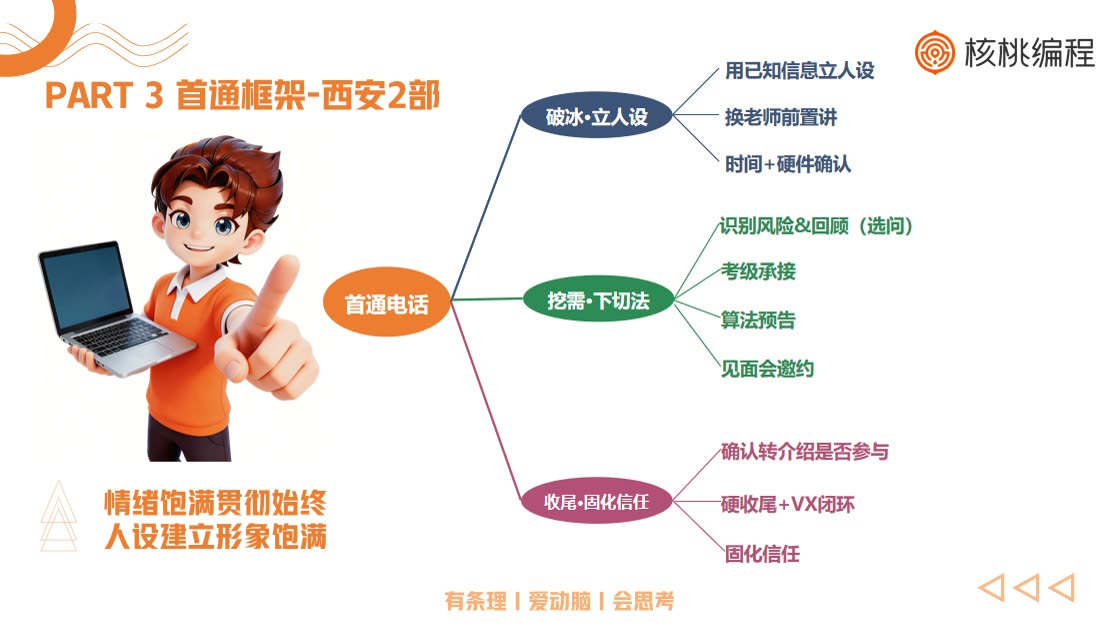 核桃编程
PART 3 首通框架-西安2部
首通电话
破冰·立人设
用已知信息立人设
换老师前置讲
时间+硬件确认
挖需·下切法
识别风险&回顾（选问）
考级承接
算法预告
见面会邀约
收尾·固化信任
确认转介绍是否参与
硬收尾+VX闭环
固化信任
情绪饱满贯彻始终
人设建立形象饱满
有条理丨爱动脑丨会思考